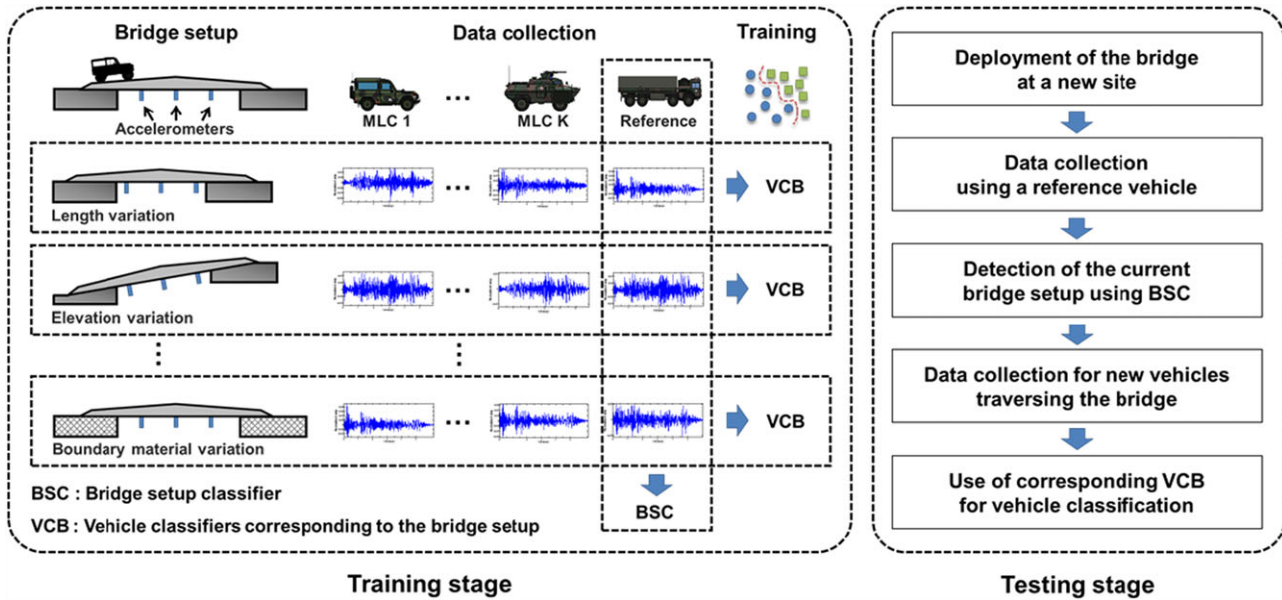 Bridge setup
Data collection
Training
Accelerometers
MLC 1
...
MLC K
Reference
Length variation
...
VCB
Elevation variation
...
VCB
Boundary material variation
...
VCB
BSC : Bridge setup classifier
VCB : Vehicle classifiers corresponding to the bridge setup
BSC
Training stage
Deployment of the bridge
at a new site
Data collection
using a reference vehicle
Detection of the current
bridge setup using BSC
Data collection for new vehicles
traversing the bridge
Use of corresponding VCB
for vehicle classification
Testing stage